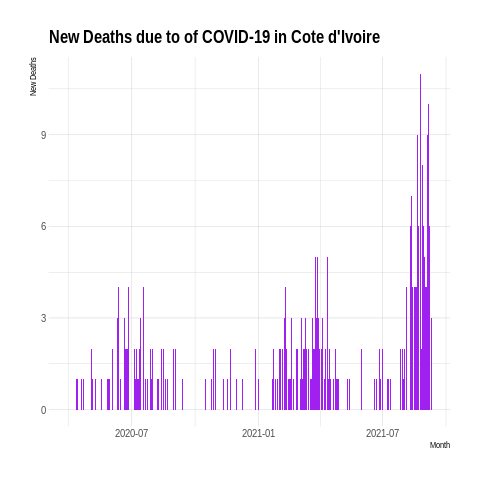 New Deaths due to of COVID-19 in Cote d'Ivoire
New Deaths
9
6
3
0
2020-07 2021-01 2021-07
Month